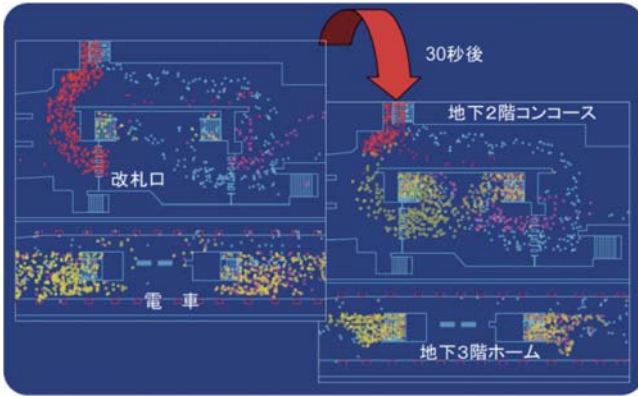 30秒後
地下2階コンコース
改札口
電 車
地下3階ホーム